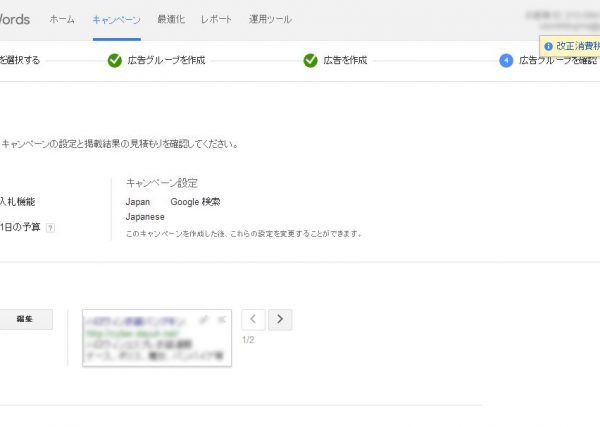 Words ホーム キャンペーン 最適化 レポート 運用ツール
改正消費税
を選択する 広告グループを作成 広告を作成 4 広告グループを確認
キャンペーンの設定と掲載結果の見積もりを確認してください。
キャンペーン設定
入札機能 Japan Google 検索
Japanese
1日の予算 ?
このキャンペーンを作成した後、これらの設定を変更することができます。
編集
1/2